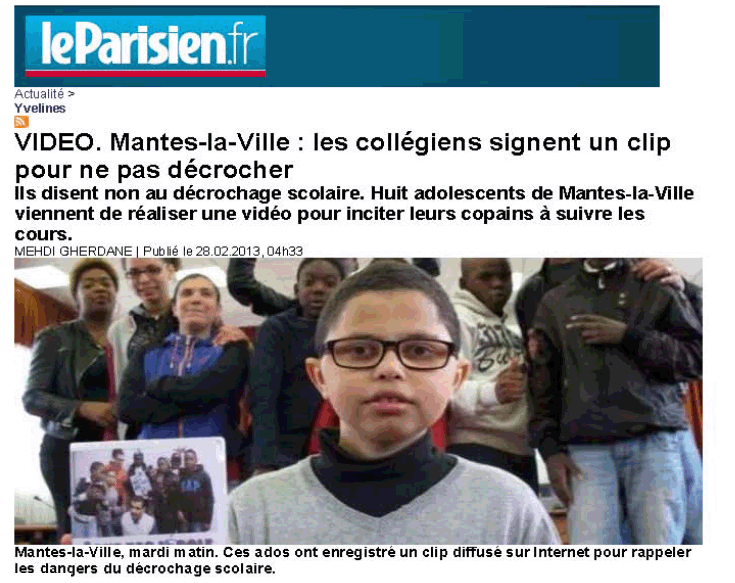 leParisien.fr
Actualité >
Yvelines
VIDEO. Mantes-la-Ville : les collégiens signent un clip
pour ne pas décrocher
Ils disent non au décrochage scolaire. Huit adolescents de Mantes-la-Ville
viennent de réaliser une vidéo pour inciter leurs copains à suivre les
cours.
MEHDI GHERDANE | Publié le 28.02.2013, 04h33
Mantes-la-Ville, mardi matin. Ces ados ont enregistré un clip diffusé sur Internet pour rappeler
les dangers du décrochage scolaire.